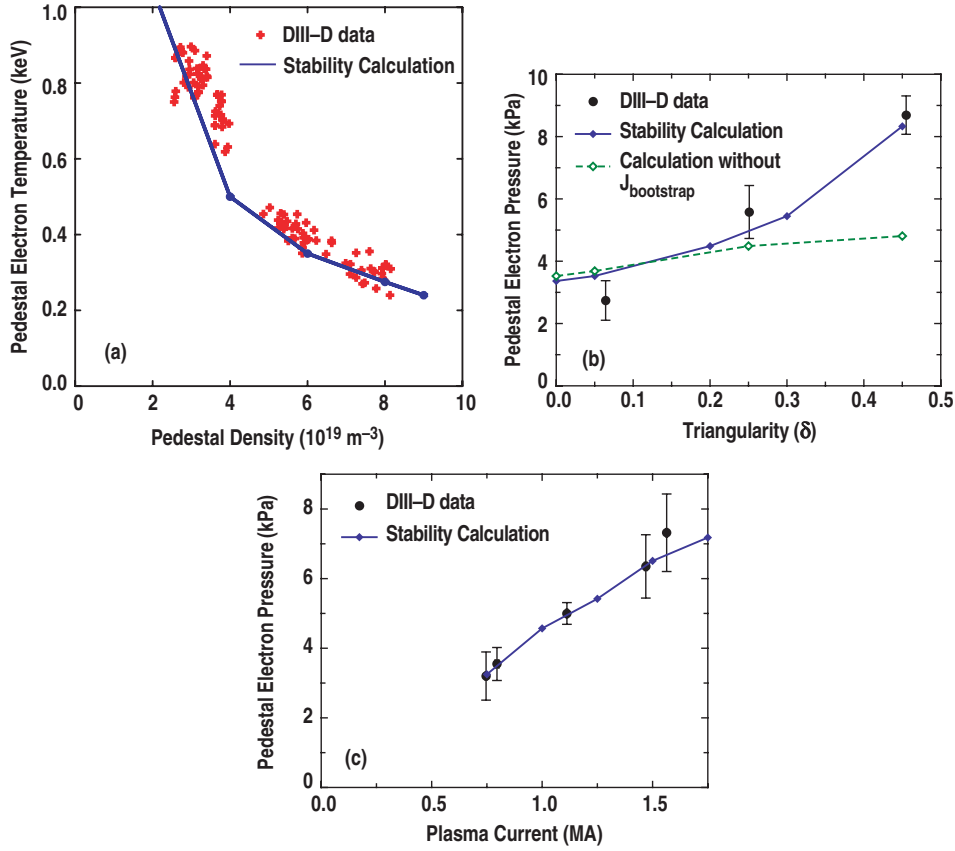 DIII–D data
Stability Calculation
Pedestal Electron Temperature (keV)
0.8
0.6
0.4
0.2
0.0
(a)
0
2
4
6
8
10
Pedestal Density (10¹⁹ m⁻³)
10
8
6
4
2
0
Pedestal Electron Pressure (kPa)
DIII–D data
Stability Calculation
Calculation without
J_bootstrap
(b)
0.0
0.1
0.2
0.3
0.4
0.5
Triangularity (δ)
8
6
4
2
0
Pedestal Electron Pressure (kPa)
DIII–D data
Stability Calculation
(c)
0.0
0.5
1.0
1.5
Plasma Current (MA)